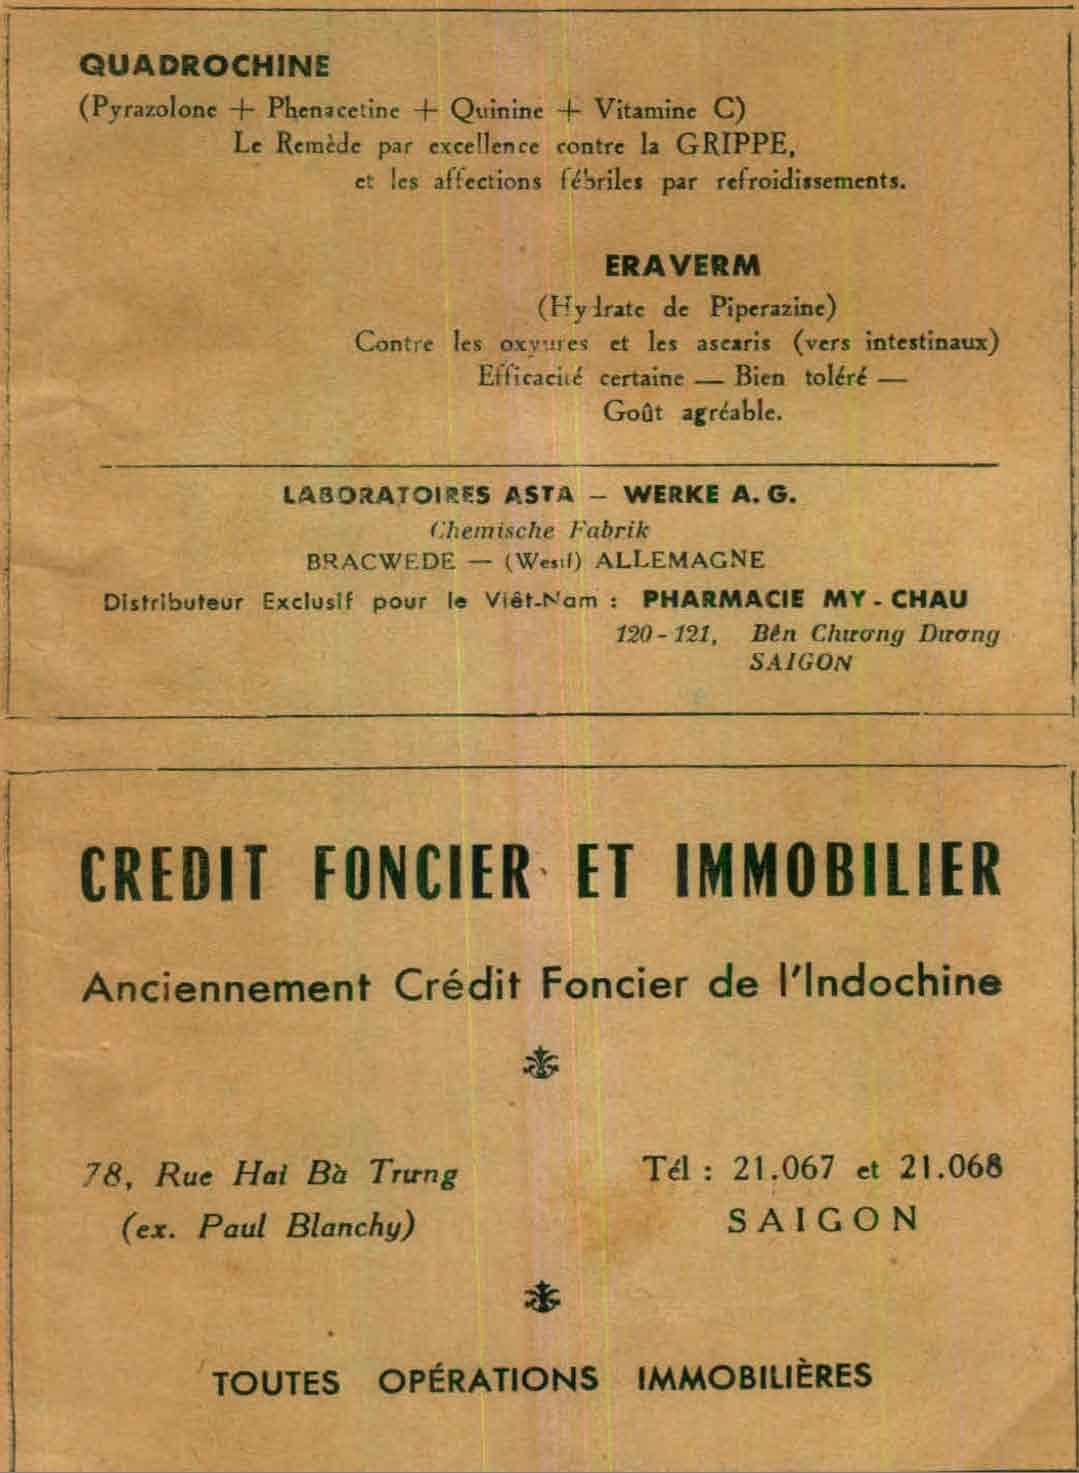 QUADROCHINE
(Pyrazolone + Phenacetine + Quinine + Vitamine C)
Le Remède par excellence contre la GRIPPE,
et les affections fébriles par refroidissements.
ERAVERM
(Hydrate de Piperazine)
Contre les oxyures et les ascaris (vers intestinaux)
Efficacité certaine — Bien toléré —
Goût agréable.
LABORATOIRES ASTA – WERKE A. G.
Chemische Fabrik
BRACWEDE — (Westf) ALLEMAGNE
Distributeur Exclusif pour le Viêt-Nam : PHARMACIE MY - CHAU
120 - 121, Bên Chương Dương
SAIGON
CREDIT FONCIER ET IMMOBILIER
Anciennement Crédit Foncier de l'Indochine
78, Rue Hai Bà Trưng
(ex. Paul Blanchy)
Tél : 21.067 et 21.068
SAIGON
TOUTES OPÉRATIONS IMMOBILIÈRES